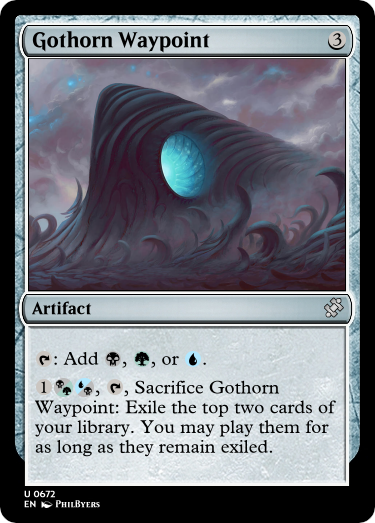 Gothorn Waypoint 3
Artifact
: Add , , or .
1 , , Sacrifice Gothorn
Waypoint: Exile the top two cards of
your library. You may play them for
as long as they remain exiled.
U 0672
EN PhilByers